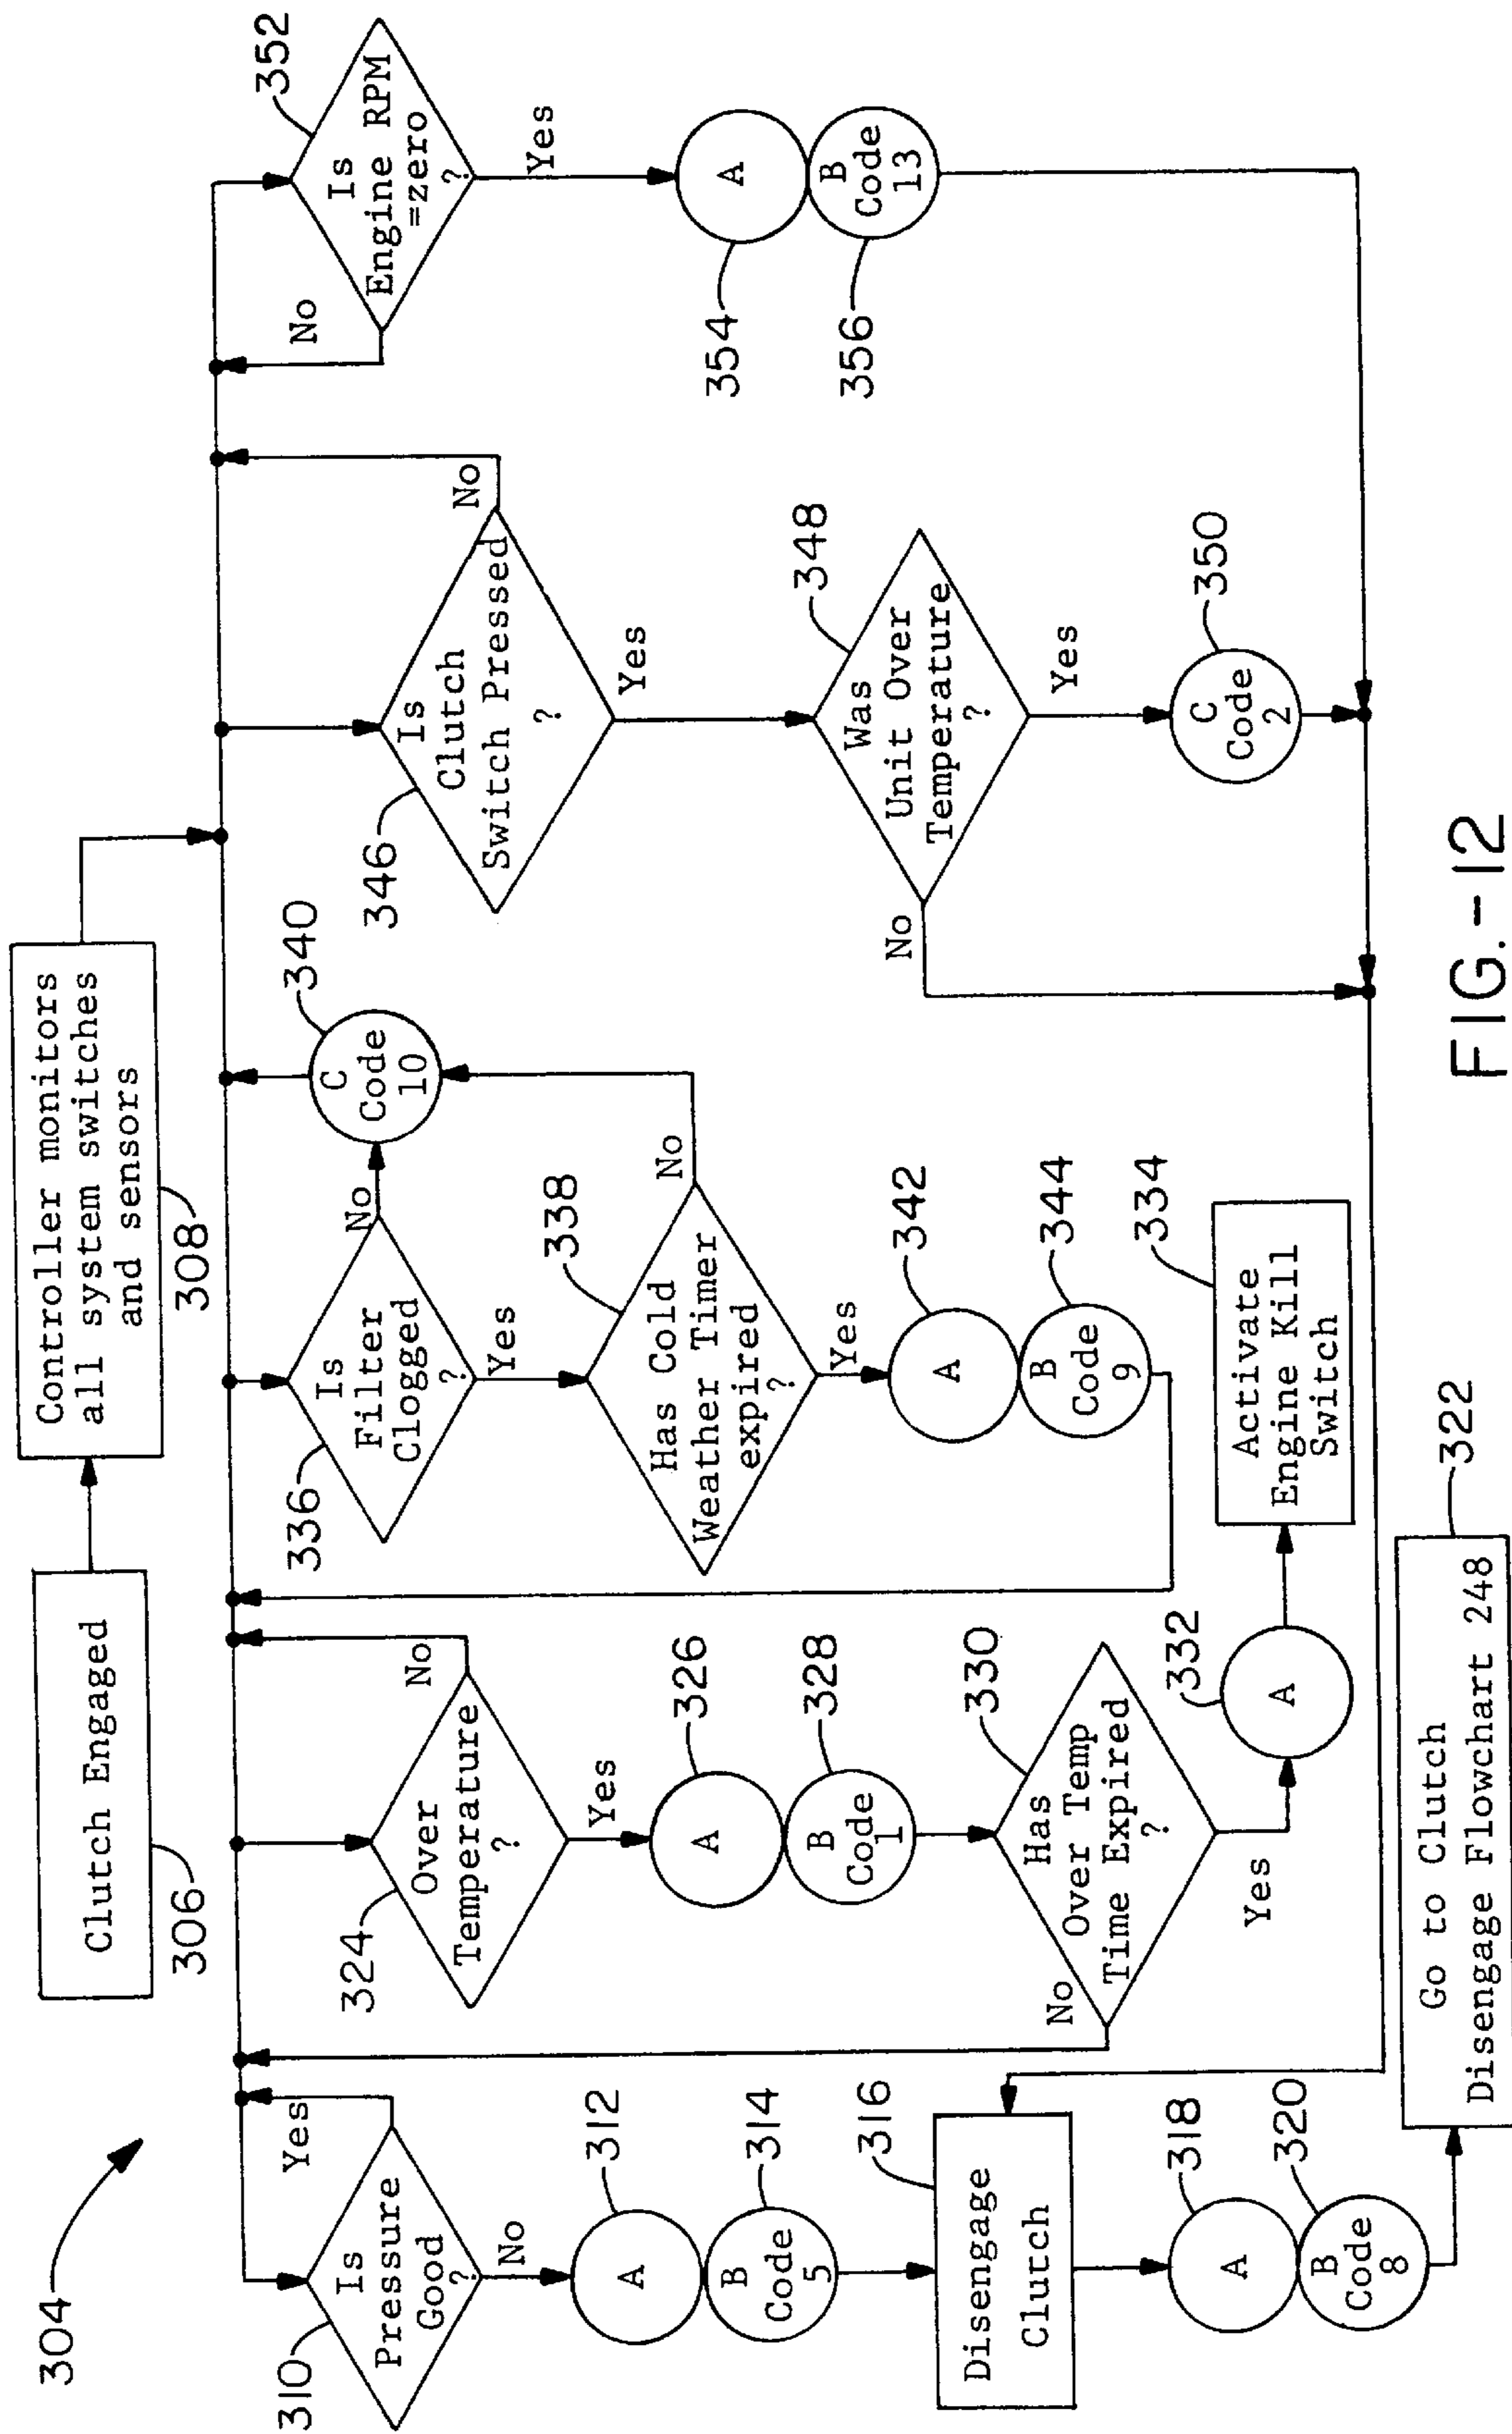 304
Clutch Engaged
306
Controller monitors
all system switches
and sensors
308
310
Is
Pressure
Good
?
Yes
No
312
A
314
B
Code
5
316
Disengage
Clutch
318
A
320
B
Code
8
322
Go to Clutch
Disengage Flowchart 248
324
Over
Temperature
?
No
Yes
326
A
328
B
Code
1
330
Has
Over Temp
Time Expired
?
No
Yes
332
A
334
Activate
Engine Kill
Switch
336
Is
Filter
Clogged
?
No
Yes
338
Has Cold
Weather Timer
expired
?
No
Yes
340
C
Code
10
342
A
344
B
Code
9
346
Is
Clutch
Switch Pressed
?
No
Yes
348
Was
Unit Over
Temperature
?
No
Yes
350
C
Code
2
352
Is
Engine RPM
=zero
?
No
Yes
354
A
356
B
Code
13
FIG.-12